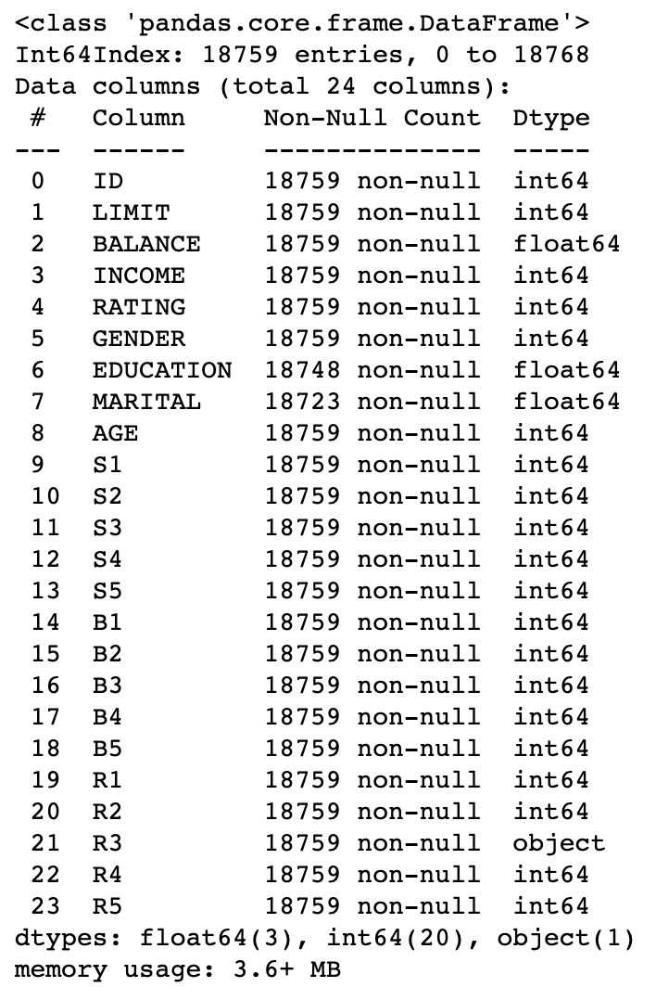 <class 'pandas.core.frame.DataFrame'>
Int64Index: 18759 entries, 0 to 18768
Data columns (total 24 columns):
 #   Column     Non-Null Count  Dtype
---  ------     --------------  -----
 0   ID         18759 non-null  int64
 1   LIMIT      18759 non-null  int64
 2   BALANCE    18759 non-null  float64
 3   INCOME     18759 non-null  int64
 4   RATING     18759 non-null  int64
 5   GENDER     18759 non-null  int64
 6   EDUCATION  18748 non-null  float64
 7   MARITAL    18723 non-null  float64
 8   AGE        18759 non-null  int64
 9   S1         18759 non-null  int64
 10  S2         18759 non-null  int64
 11  S3         18759 non-null  int64
 12  S4         18759 non-null  int64
 13  S5         18759 non-null  int64
 14  B1         18759 non-null  int64
 15  B2         18759 non-null  int64
 16  B3         18759 non-null  int64
 17  B4         18759 non-null  int64
 18  B5         18759 non-null  int64
 19  R1         18759 non-null  int64
 20  R2         18759 non-null  int64
 21  R3         18759 non-null  object
 22  R4         18759 non-null  int64
 23  R5         18759 non-null  int64
dtypes: float64(3), int64(20), object(1)
memory usage: 3.6+ MB